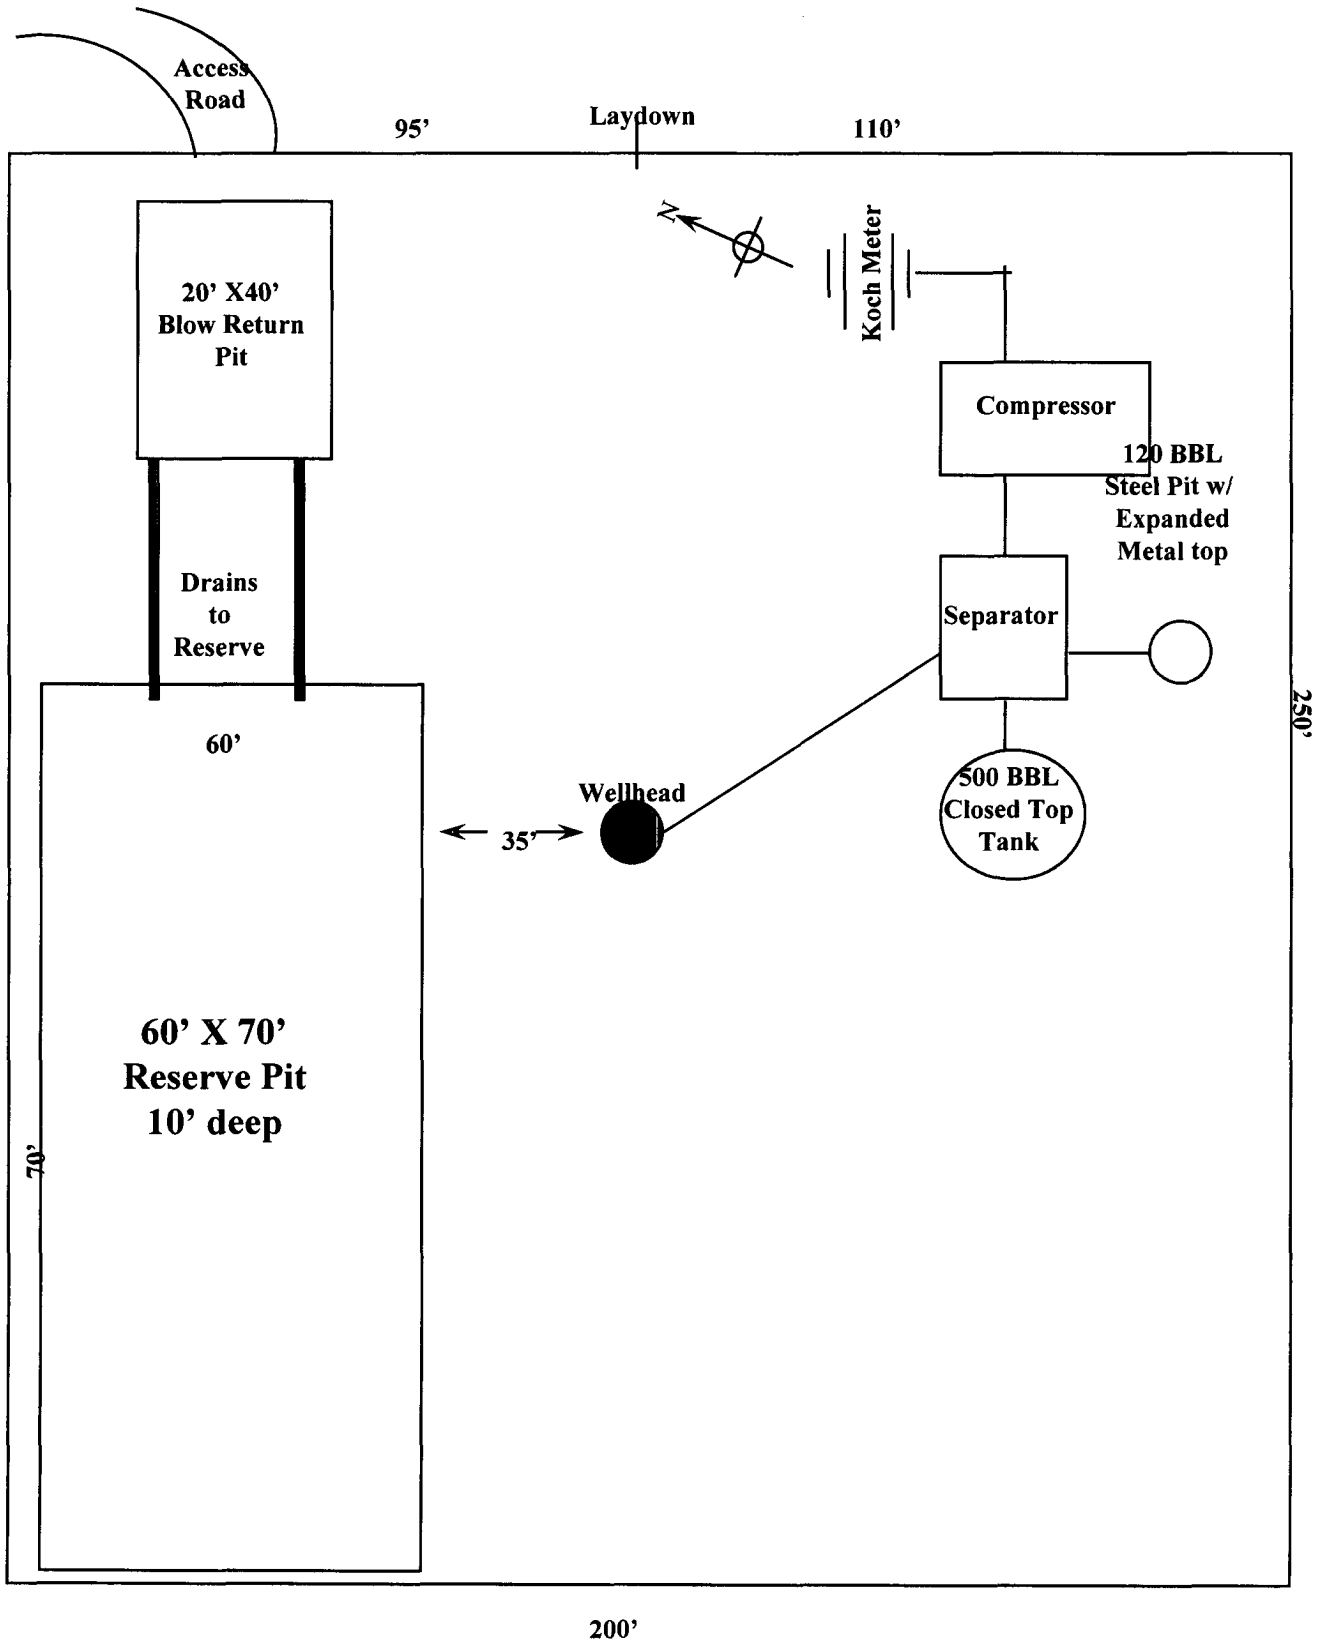 Access
Road
95’
Laydown
110’
N
Koch Meter
20’ X40’
Blow Return
Pit
Compressor
120 BBL
Steel Pit w/
Expanded
Metal top
Drains
to
Reserve
Separator
250’
60’
Wellhead
35’
500 BBL
Closed Top
Tank
60’ X 70’
Reserve Pit
10’ deep
70’
200’